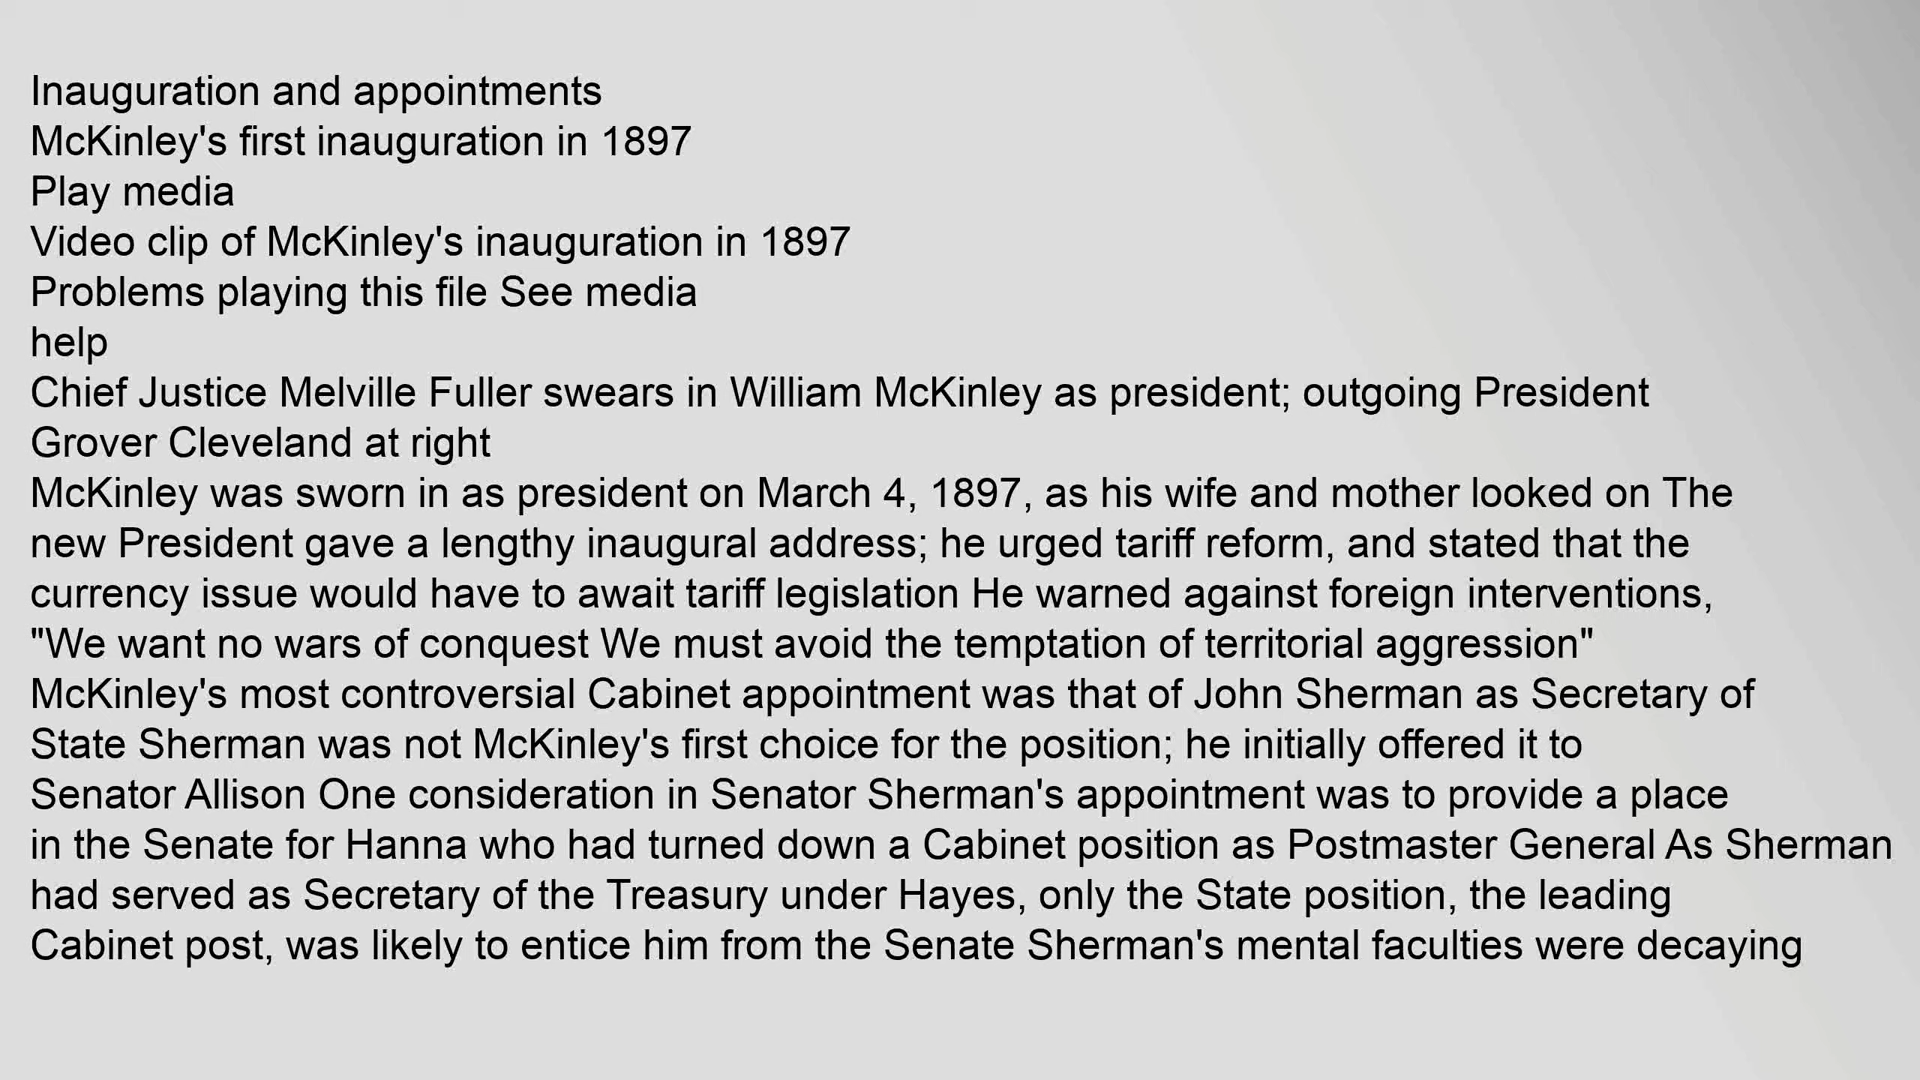 Inauguration and appointments
McKinley's first inauguration in 1897
Play media
Video clip of McKinley's inauguration in 1897
Problems playing this file See media
help
Chief Justice Melville Fuller swears in William McKinley as president; outgoing President
Grover Cleveland at right
McKinley was sworn in as president on March 4, 1897, as his wife and mother looked on The
new President gave a lengthy inaugural address; he urged tariff reform, and stated that the
currency issue would have to await tariff legislation He warned against foreign interventions,
"We want no wars of conquest We must avoid the temptation of territorial aggression"
McKinley's most controversial Cabinet appointment was that of John Sherman as Secretary of
State Sherman was not McKinley's first choice for the position; he initially offered it to
Senator Allison One consideration in Senator Sherman's appointment was to provide a place
in the Senate for Hanna who had turned down a Cabinet position as Postmaster General As Sherman
had served as Secretary of the Treasury under Hayes, only the State position, the leading
Cabinet post, was likely to entice him from the Senate Sherman's mental faculties were decaying